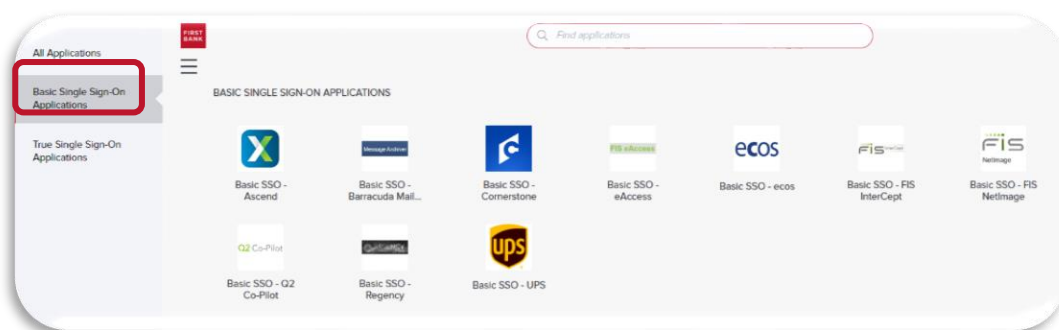 FIRST
BANK
Find applications
All Applications
Basic Single Sign-On
Applications
True Single Sign-On
Applications
BASIC SINGLE SIGN-ON APPLICATIONS
X
Message Archiver
FIS eAccess
ecos
FIS
FIS
NetImage
Basic SSO -
Ascend
Basic SSO -
Barracuda Mail...
Basic SSO -
Cornerstone
Basic SSO -
eAccess
Basic SSO - ecos
Basic SSO - FIS
InterCept
Basic SSO - FIS
NetImage
Q2 Co-Pilot
ups
Basic SSO - Q2
Co-Pilot
Basic SSO -
Regency
Basic SSO - UPS